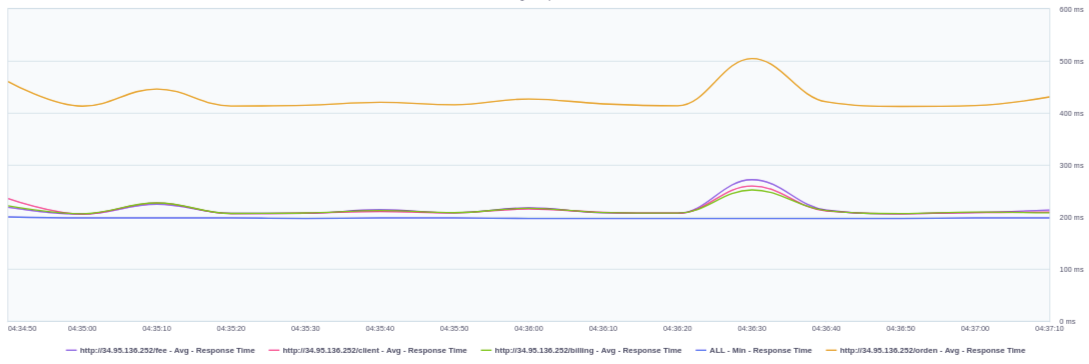 600 ms
500 ms
400 ms
300 ms
200 ms
100 ms
0 ms
04:34:50 04:35:00 04:35:10 04:35:20 04:35:30 04:35:40 04:35:50 04:36:00 04:36:10 04:36:20 04:36:30 04:36:40 04:36:50 04:37:00 04:37:10
http://34.95.136.252/fee - Avg - Response Time http://34.95.136.252/client - Avg - Response Time http://34.95.136.252/billing - Avg - Response Time ALL - Min - Response Time http://34.95.136.252/orden - Avg - Response Time